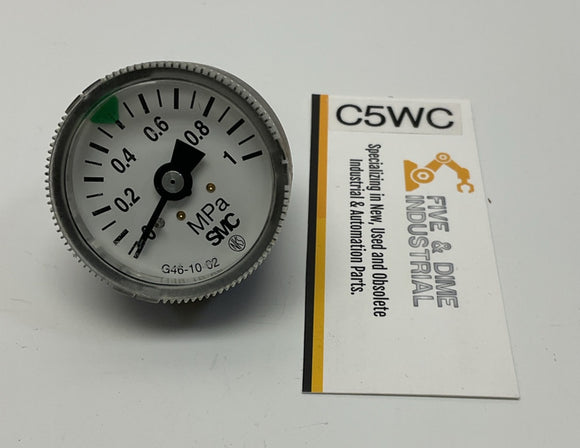 0
0.2
0.4
0.6
0.8
1
MPa
SMC
NKS
G46-10-02
C5WC
FIVE & DIME
INDUSTRIAL
Specializing in New, Used and Obsolete
Industrial & Automation Parts.